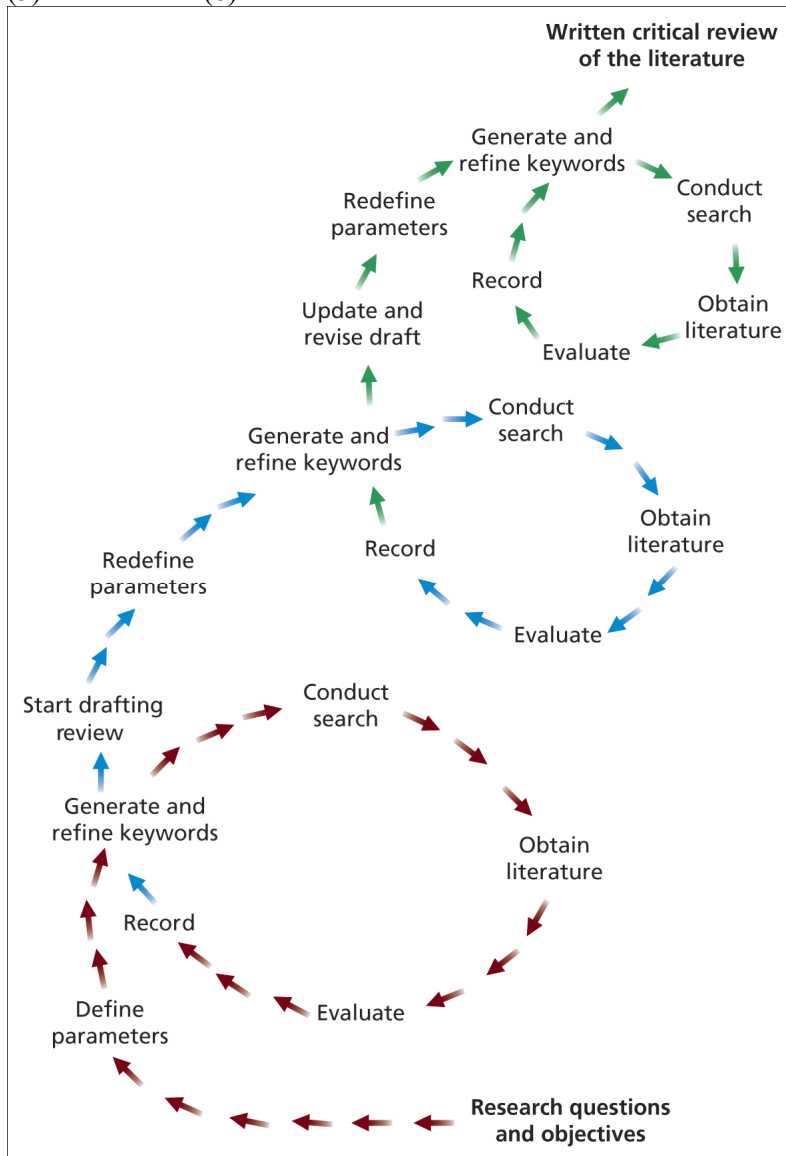 Written critical review
of the literature
Generate and
refine keywords
Conduct
search
Redefine
parameters
Record
Obtain
literature
Update and
revise draft
Evaluate
Conduct
search
Generate and
refine keywords
Obtain
literature
Record
Redefine
parameters
Evaluate
Start drafting
review
Conduct
search
Generate and
refine keywords
Obtain
literature
Record
Define
parameters
Evaluate
Research questions
and objectives